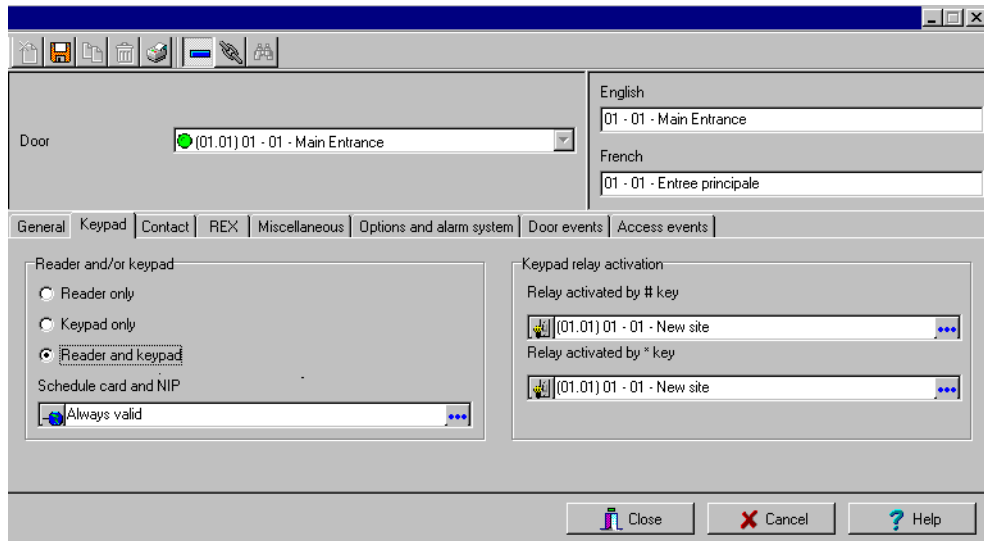 English
01 - 01 - Main Entrance
Door
(01.01) 01 - 01 - Main Entrance
French
01 - 01 - Entree principale
General Keypad Contact REX Miscellaneous Options and alarm system Door events Access events
Reader and/or keypad
Reader only
Keypad only
Reader and keypad
Schedule card and NIP
Always valid
Keypad relay activation
Relay activated by # key
(01.01) 01 - 01 - New site
Relay activated by * key
(01.01) 01 - 01 - New site
Close Cancel Help